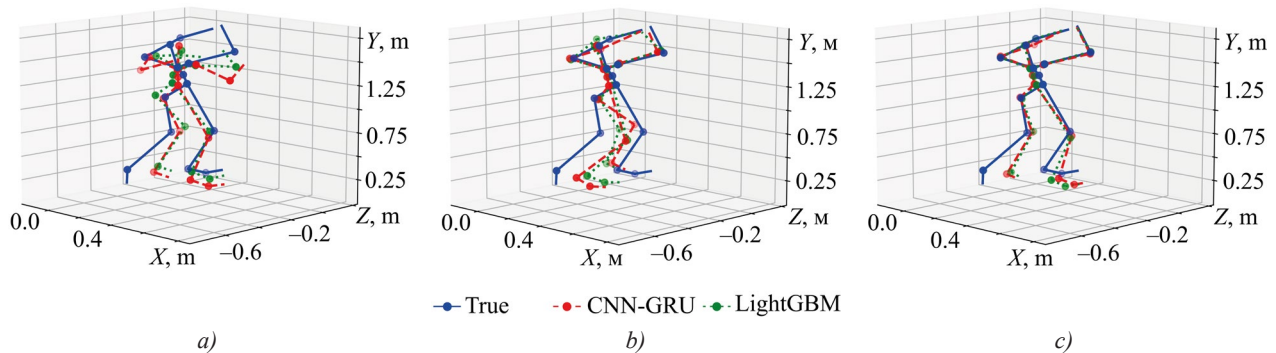 Y, m
1.25
0.75
0.25
Z, m
0.0
0.4
X, m
–0.6
–0.2
Y, м
1.25
0.75
0.25
Z, м
0.0
0.4
X, м
–0.6
–0.2
Y, m
1.25
0.75
0.25
Z, m
0.0
0.4
X, m
–0.6
–0.2
True CNN-GRU LightGBM
a) b) c)